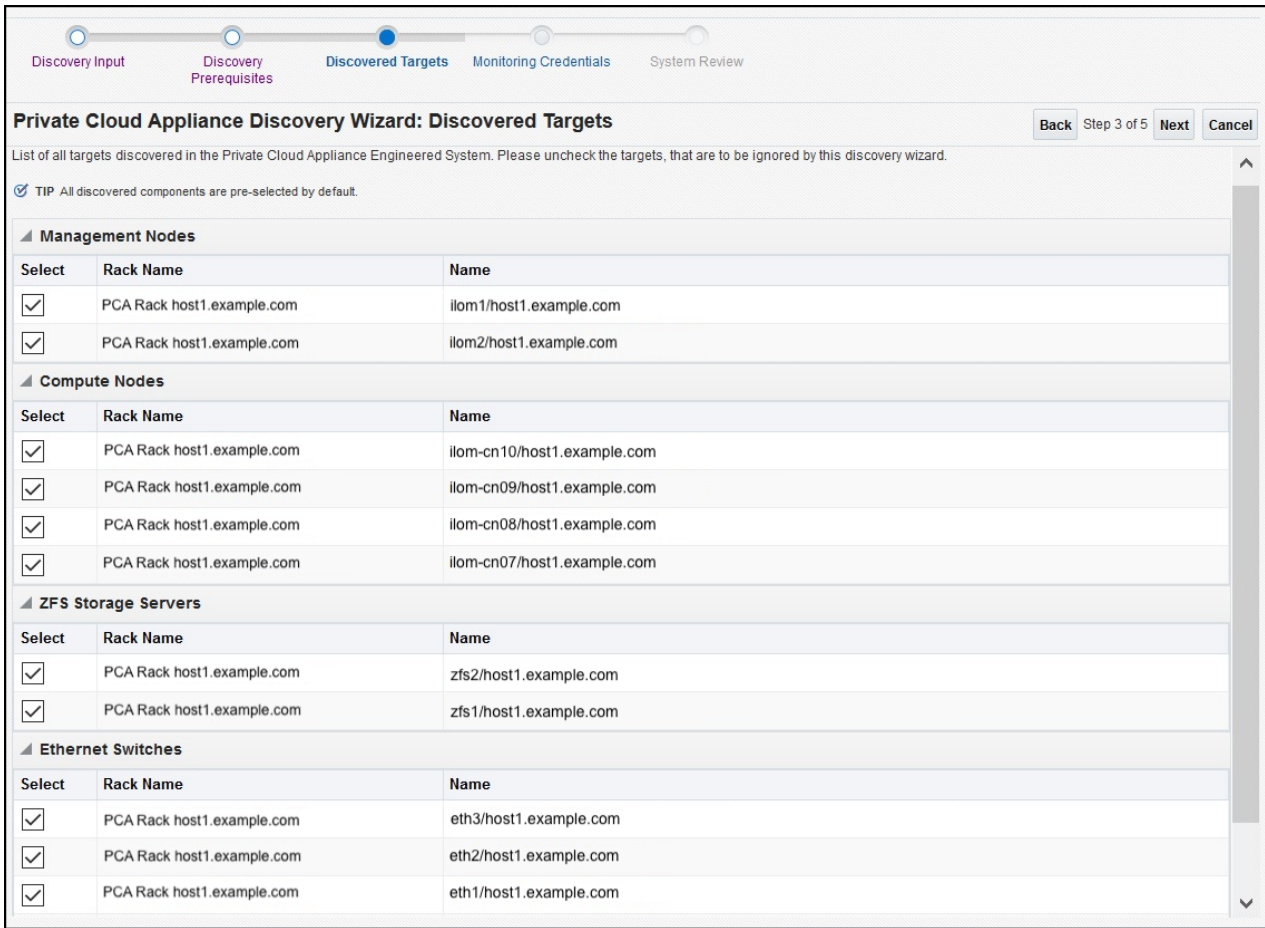 Discovery Input
Discovery Prerequisites
Discovered Targets
Monitoring Credentials
System Review
Private Cloud Appliance Discovery Wizard: Discovered Targets
Back Step 3 of 5 Next Cancel
List of all targets discovered in the Private Cloud Appliance Engineered System. Please uncheck the targets, that are to be ignored by this discovery wizard.
TIP All discovered components are pre-selected by default.
Management Nodes
Select Rack Name Name
PCA Rack host1.example.com ilom1/host1.example.com
PCA Rack host1.example.com ilom2/host1.example.com
Compute Nodes
Select Rack Name Name
PCA Rack host1.example.com ilom-cn10/host1.example.com
PCA Rack host1.example.com ilom-cn09/host1.example.com
PCA Rack host1.example.com ilom-cn08/host1.example.com
PCA Rack host1.example.com ilom-cn07/host1.example.com
ZFS Storage Servers
Select Rack Name Name
PCA Rack host1.example.com zfs2/host1.example.com
PCA Rack host1.example.com zfs1/host1.example.com
Ethernet Switches
Select Rack Name Name
PCA Rack host1.example.com eth3/host1.example.com
PCA Rack host1.example.com eth2/host1.example.com
PCA Rack host1.example.com eth1/host1.example.com